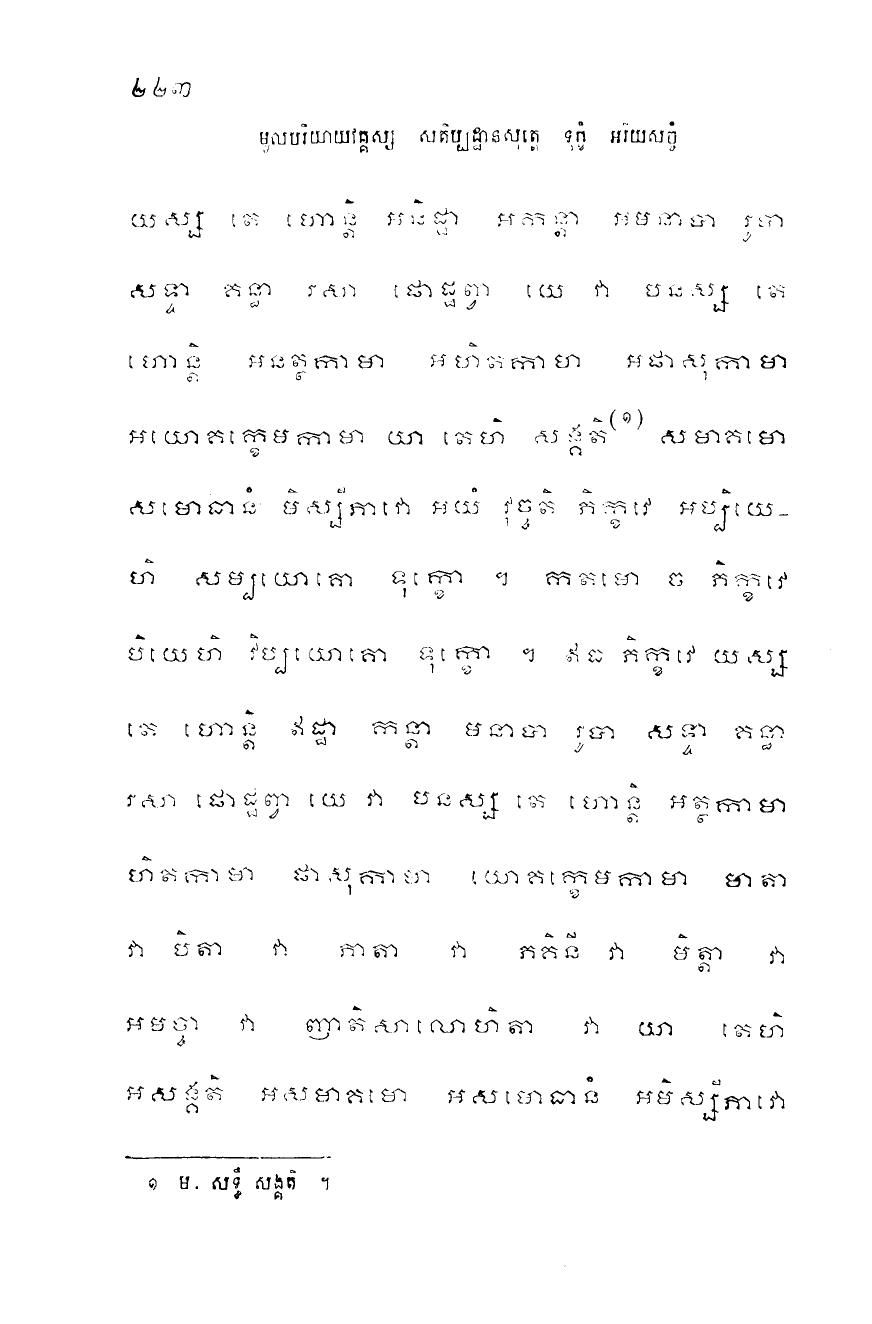 ២២៣
មូលបរិយាយវគ្គស្ស សតិប្បដ្ឋានសុត្តេ ទុក្ខំ អរិយសច្ចំ
យស្ស តេ ហោន្តិ អនិដ្ឋា អកន្តា អមនាបា រូបា
សទ្ទា គន្ធា រសា ផោដ្ឋព្វា យេ វា បនស្ស តេ
ហោន្តិ អនត្ថកាមា អហិតកាមា អផាសុកាមា
អយោគក្ខេមកាមា យា តេហិ សង្គតិ(១) សមាគមោ
សមោធានំ មិស្សីភាវោ អយំ វុច្ចតិ ភិក្ខវេ អប្បិយេ-
ហិ សម្បយោគោ ទុក្ខោ ។ កតមោ ច ភិក្ខវេ
បិយេហិ វិប្បយោគោ ទុក្ខោ ។ ឥធ ភិក្ខវេ យស្ស
តេ ហោន្តិ ឥដ្ឋា កន្តា មនាបា រូបា សទ្ទា គន្ធា
រសា ផោដ្ឋព្វា យេ វា បនស្ស តេ ហោន្តិ អត្ថកាមា
ហិតកាមា ផាសុកាមា យោគក្ខេមកាមា មាតា
វា បិតា វា ភាតា វា ភគិនី វា មិត្តា វា
អមច្ចា វា ញាតិសាលោហិតា វា យា តេហិ
អសង្គតិ អសមាគមោ អសមោធានំ អមិស្សីភាវោ
១ ម. សទ្ធឹ សង្គតិ ។